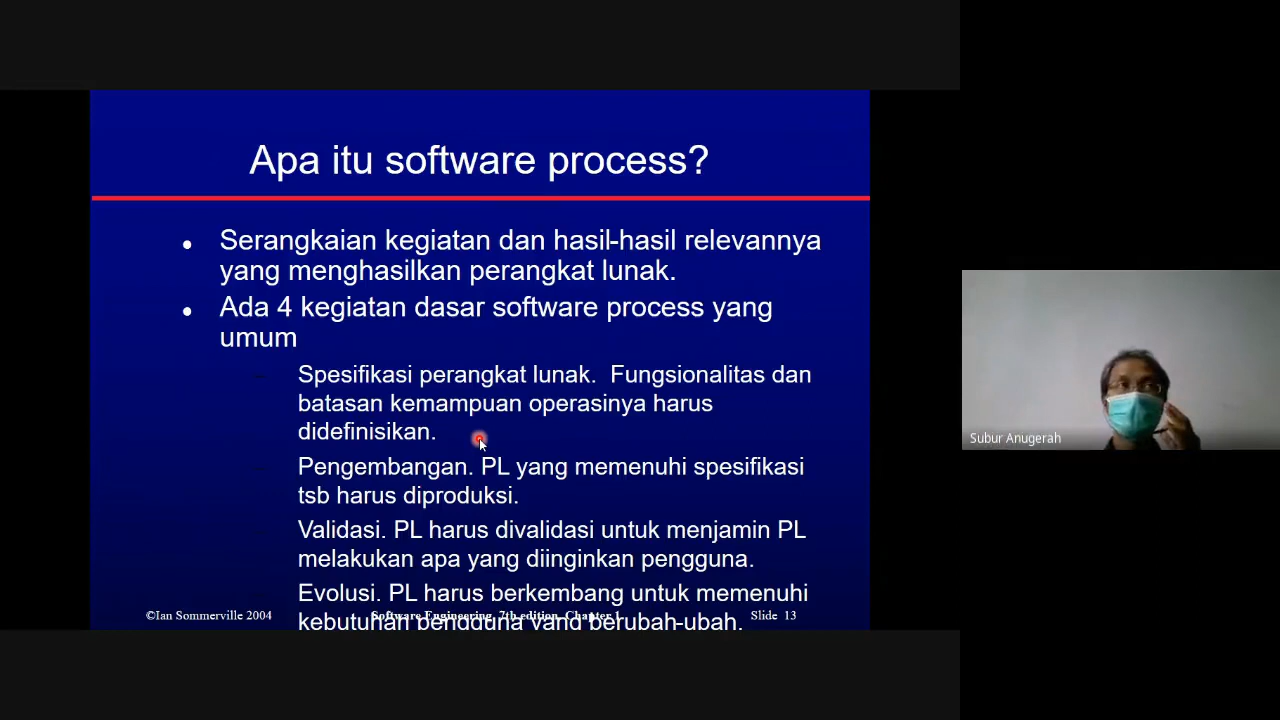 Apa itu software process?
● Serangkaian kegiatan dan hasil-hasil relevannya
yang menghasilkan perangkat lunak.
● Ada 4 kegiatan dasar software process yang
umum
– Spesifikasi perangkat lunak. Fungsionalitas dan
batasan kemampuan operasinya harus
didefinisikan.
– Pengembangan. PL yang memenuhi spesifikasi
tsb harus diproduksi.
– Validasi. PL harus divalidasi untuk menjamin PL
melakukan apa yang diinginkan pengguna.
Evolusi. PL harus berkembang untuk memenuhi
kebutuhan pengguna yang berubah-ubah.
©Ian Sommerville 2004
Software Engineering, 7th edition. Chapter 1
Slide 13
Subur Anugerah